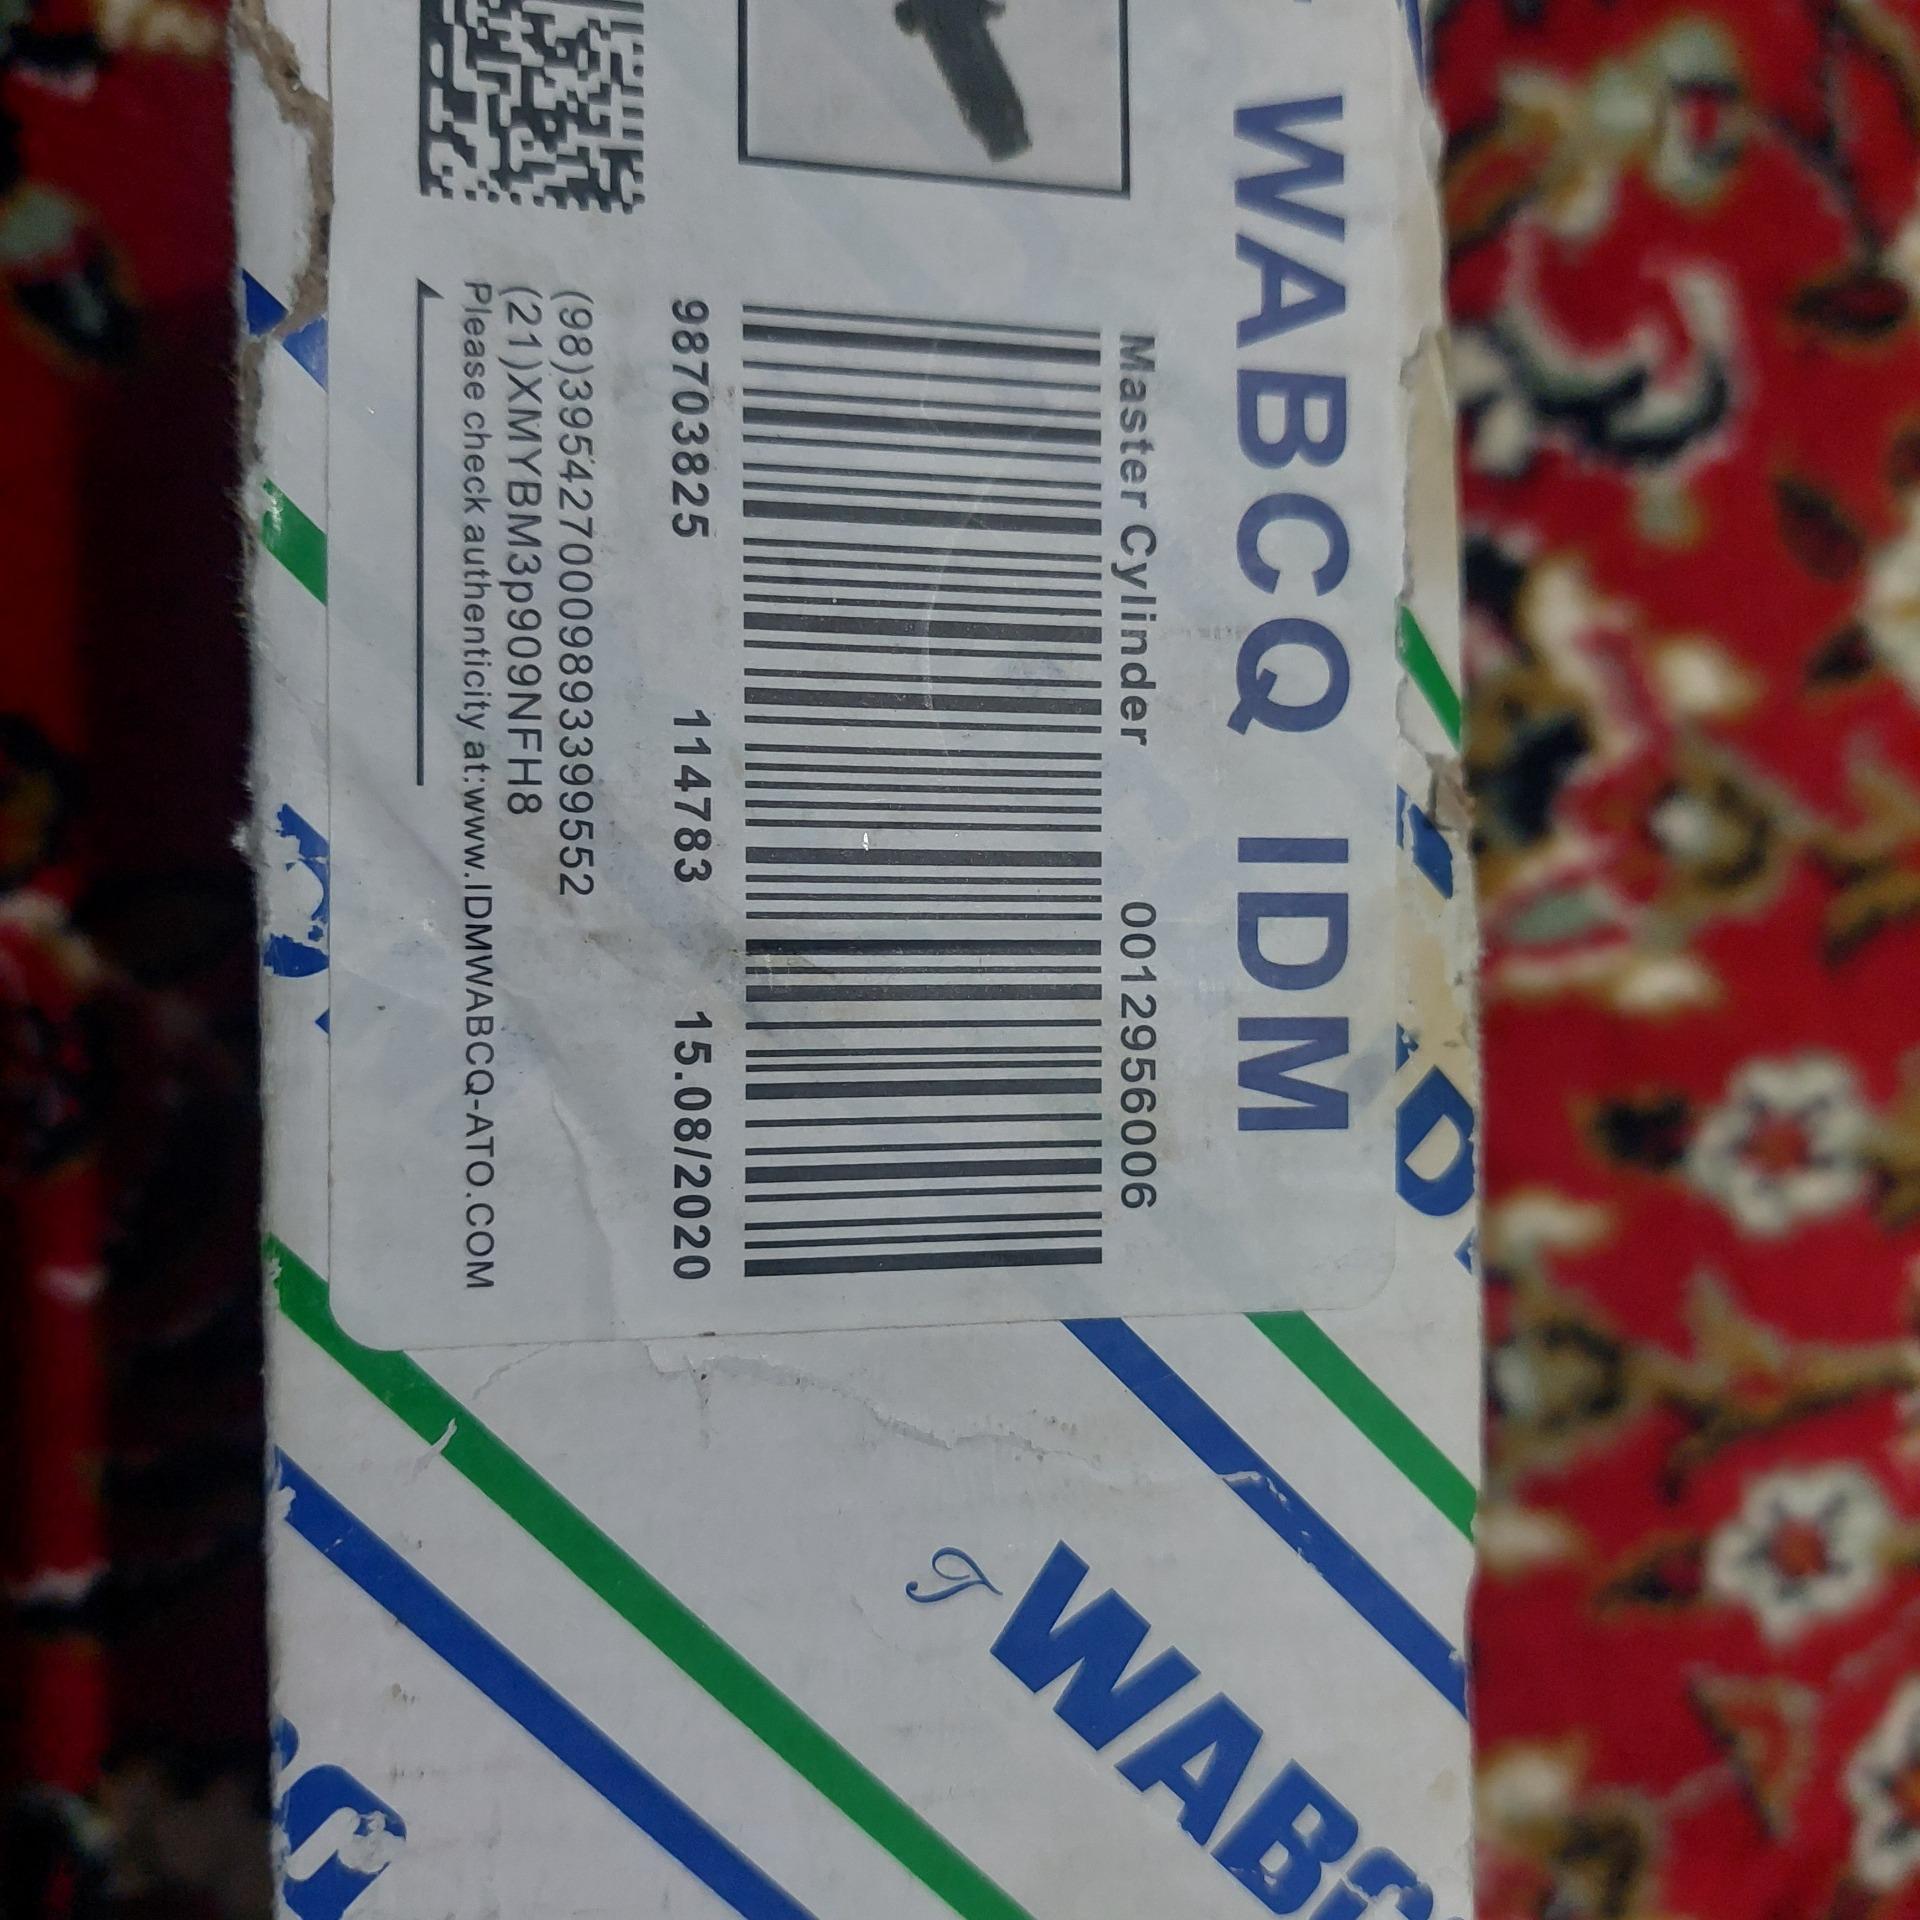 WABCQ IDM
Master Cylinder 0012956006
98703825 114783 15.08/2020
(98)3954270009893399552
(21)XMYBM3p909NFH8
Please check authenticity at:www.IDMWABCQ-ATO.COM